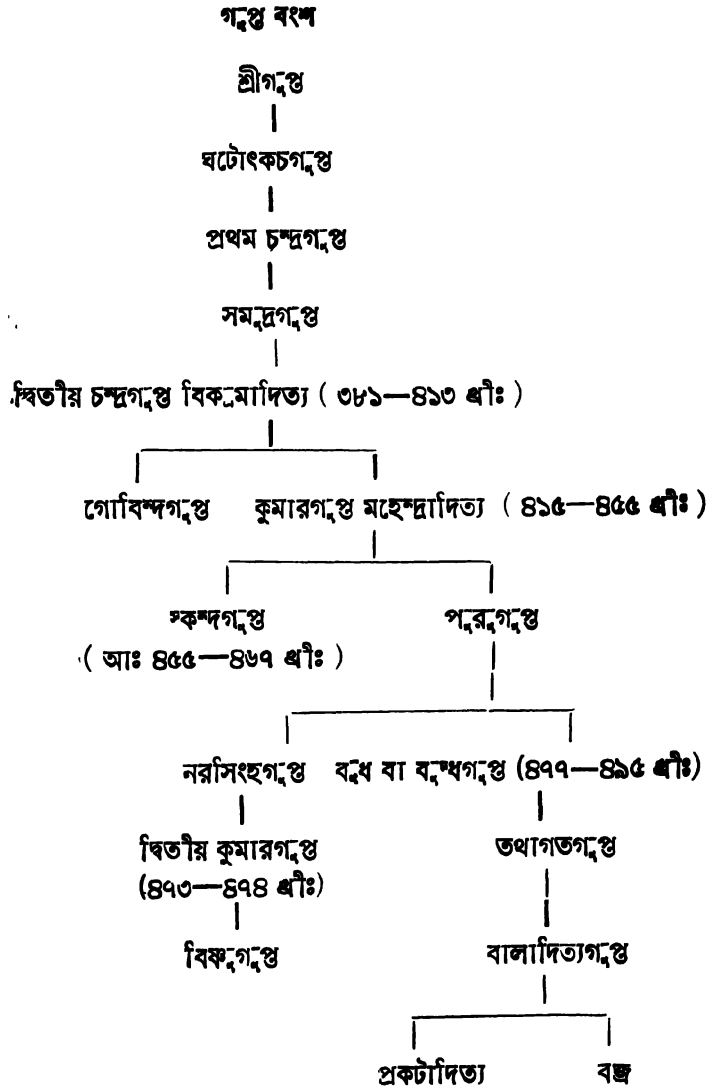 গুপ্ত বংশ
শ্রীগুপ্ত
ঘটোৎকচগুপ্ত
প্রথম চন্দ্রগুপ্ত
সমুদ্রগুপ্ত
দ্বিতীয় চন্দ্রগুপ্ত বিক্রমাদিত্য ( ৩৮১—৪১৩ খ্রীঃ )
গোবিন্দগুপ্ত কুমারগুপ্ত মহেন্দ্রাদিত্য ( ৪১৫—৪৫৫ খ্রীঃ )
স্কন্দগুপ্ত পুরুগুপ্ত
( আঃ ৪৫৫—৪৬৭ খ্রীঃ )
নরসিংহগুপ্ত বুধ বা বুদ্ধগুপ্ত (৪৭৭—৪৯৫ খ্রীঃ)
দ্বিতীয় কুমারগুপ্ত তথাগতগুপ্ত
(৪৭৩—৪৭৪ খ্রীঃ)
বিষ্ণুগুপ্ত বালাদিত্যগুপ্ত
প্রকটাদিত্য বজ্র